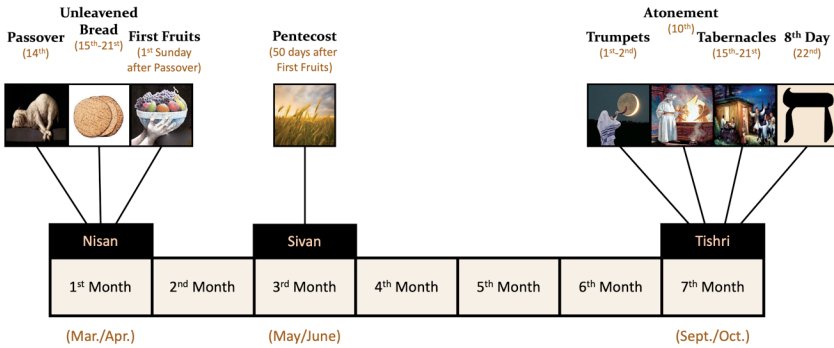 Passover
(14th)
Unleavened
Bread
(15th-21st)
First Fruits
(1st Sunday
after Passover)
Pentecost
(50 days after
First Fruits)
Trumpets
(1st-2nd)
Atonement
(10th)
Tabernacles
(15th-21st)
8th Day
(22nd)
ח
Nisan
Sivan
Tishri
1st Month
2nd Month
3rd Month
4th Month
5th Month
6th Month
7th Month
(Mar./Apr.)
(May/June)
(Sept./Oct.)